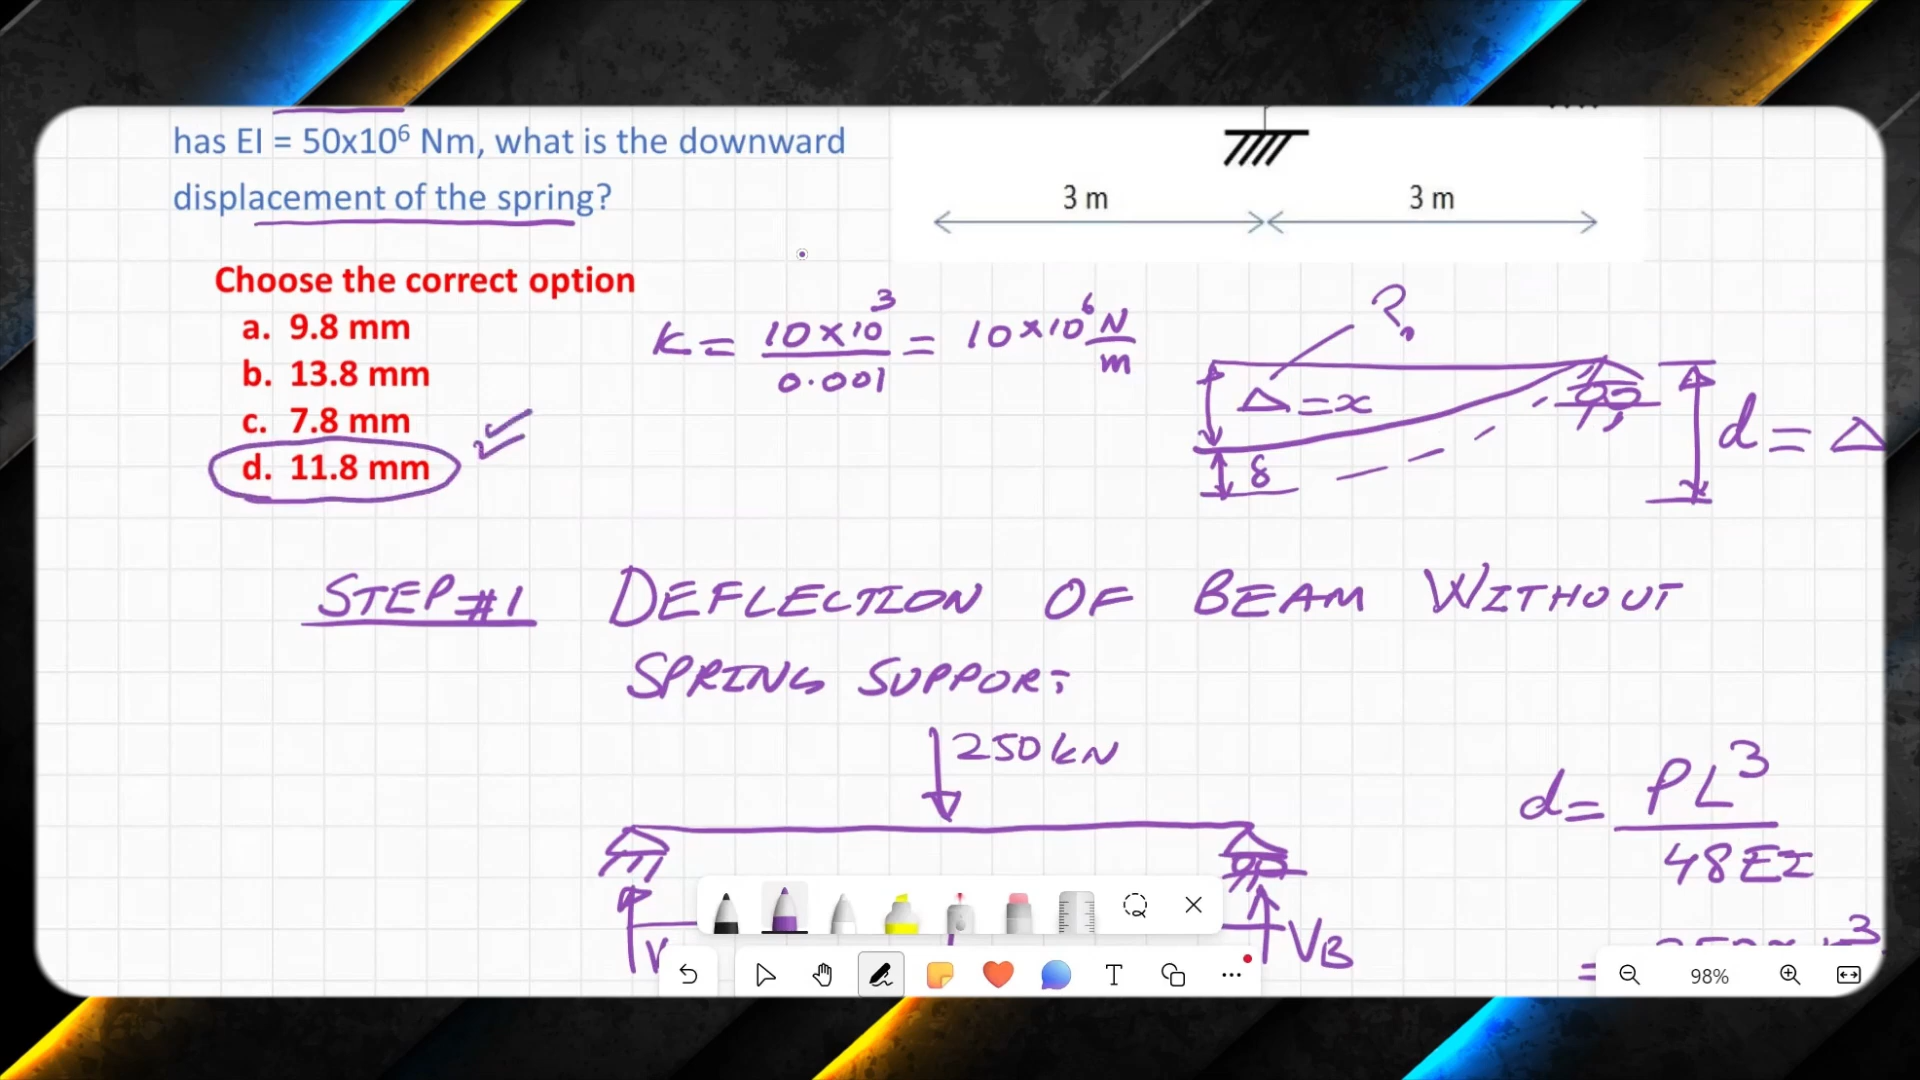 has EI = 50x10⁶ Nm, what is the downward
displacement of the spring?
3 m
3 m
Choose the correct option
a. 9.8 mm
b. 13.8 mm
c. 7.8 mm
d. 11.8 mm
K = 10×10³ / 0.001 = 10×10⁶ N/m
?
Δ = x
δ
d = Δ
STEP #1 DEFLECTION OF BEAM WITHOUT
SPRING SUPPORT
250 kN
d = PL³ / 48EI
V
VB
T
98%